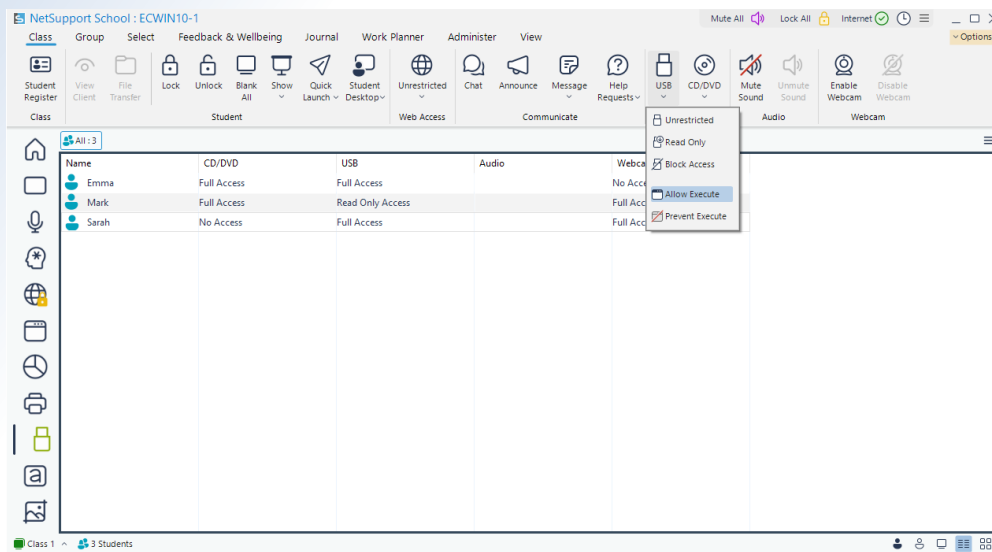 NetSupport School : ECWIN10-1
Mute All
Lock All
Internet
Class Group Select Feedback & Wellbeing Journal Work Planner Administer View
Options
Student Register
View Client
File Transfer
Lock
Unlock
Blank All
Show
Quick Launch
Student Desktop
Unrestricted
Chat
Announce
Message
Help Requests
USB
CD/DVD
Mute Sound
Unmute Sound
Enable Webcam
Disable Webcam
Class
Student
Web Access
Communicate
Audio
Webcam
Unrestricted
Read Only
Block Access
Allow Execute
Prevent Execute
All : 3
Name CD/DVD USB Audio
Emma Full Access Full Access
Mark Full Access Read Only Access
Sarah No Access Full Access
Class 1
3 Students